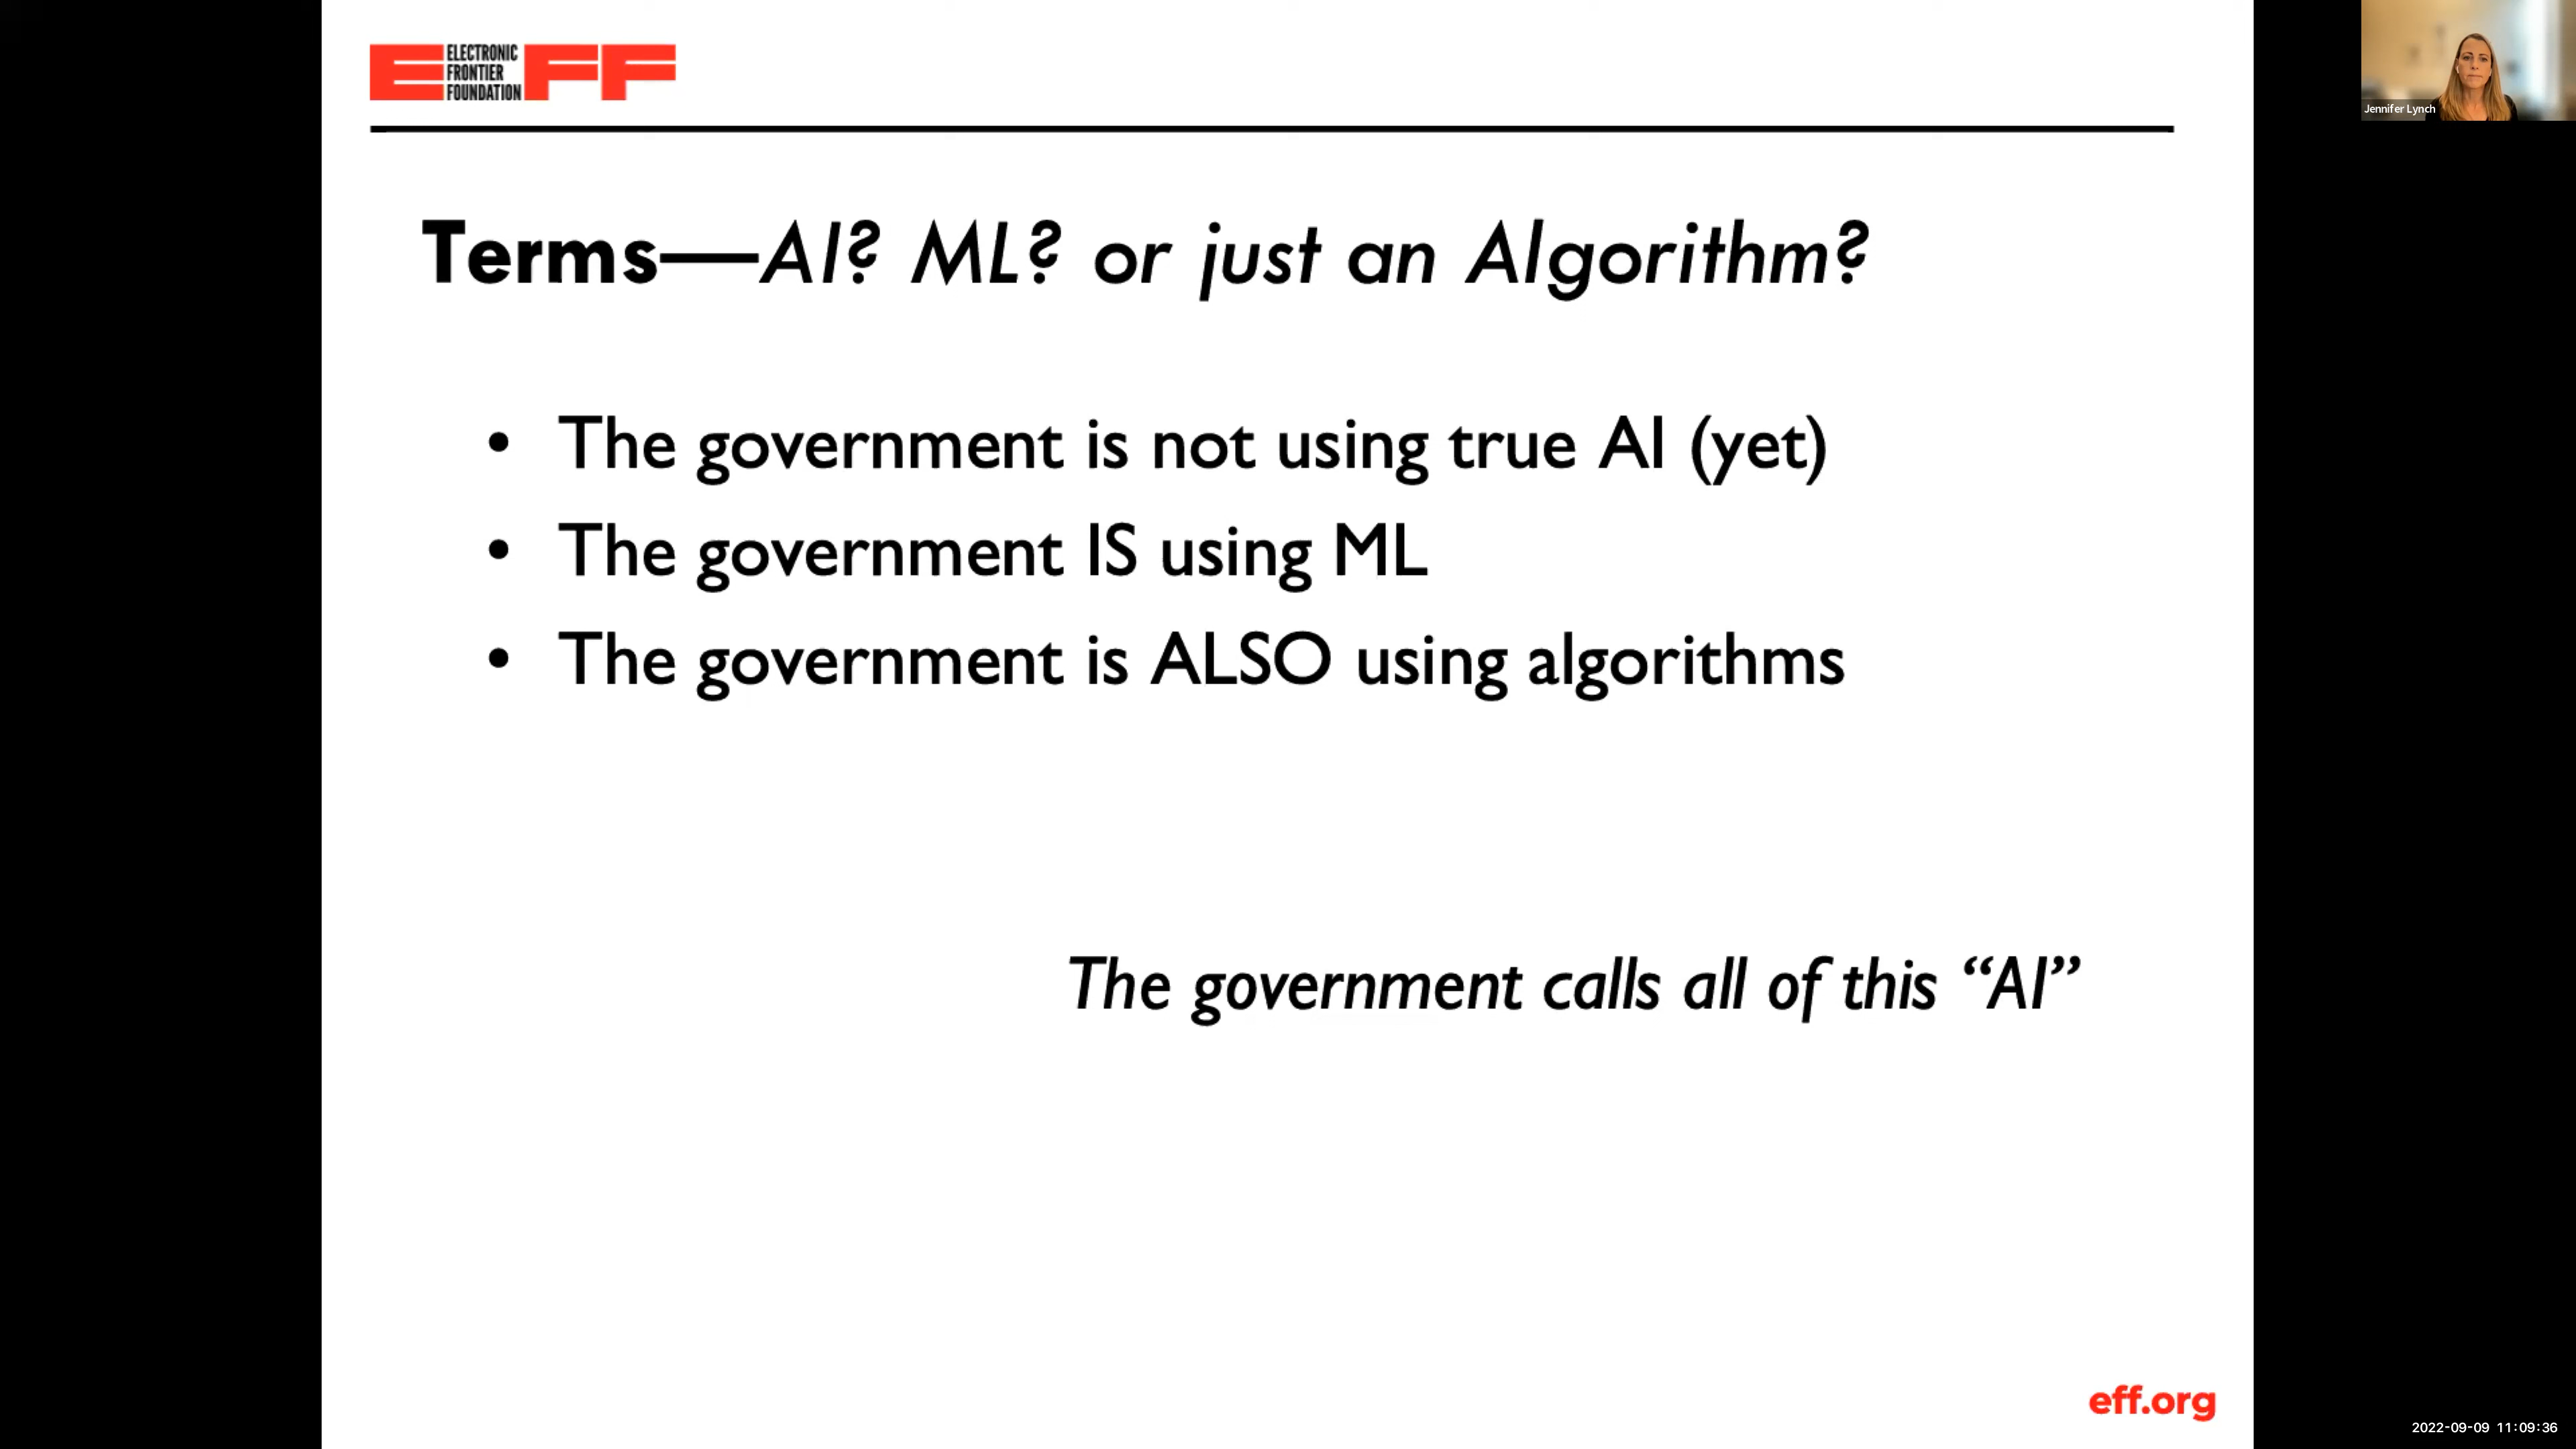 ELECTRONIC
FRONTIER
FOUNDATION
EFF
Jennifer Lynch
Terms—AI? ML? or just an Algorithm?
• The government is not using true AI (yet)
• The government IS using ML
• The government is ALSO using algorithms
The government calls all of this “AI”
eff.org
2022-09-09 11:09:36